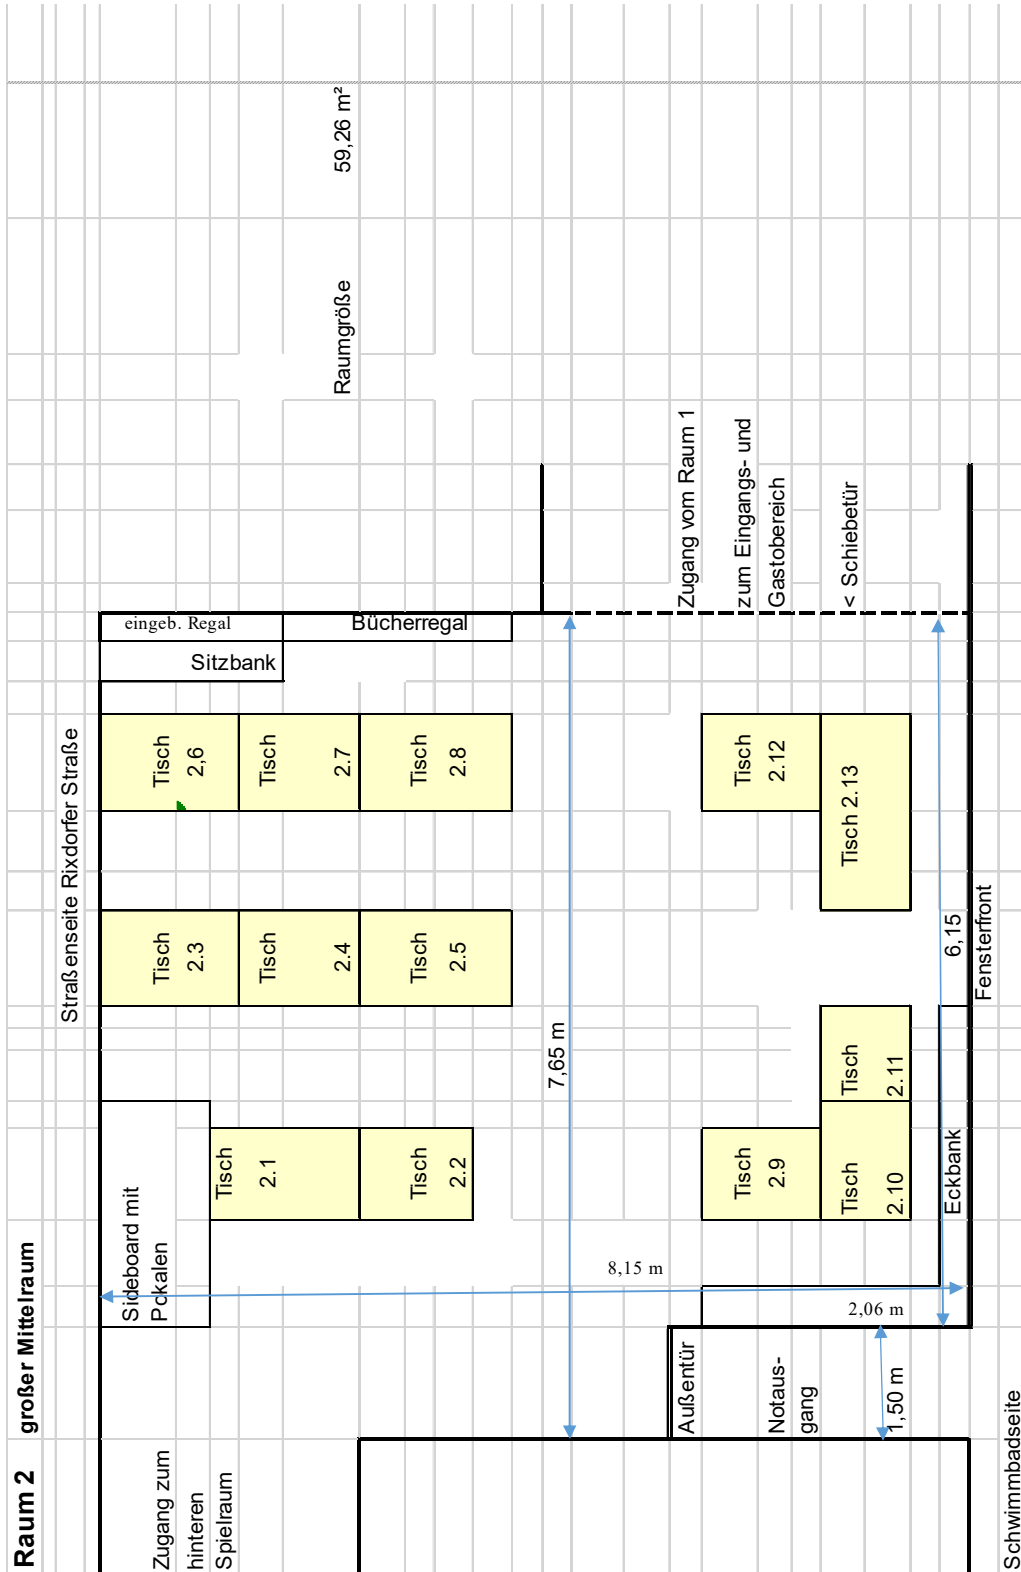 Raum 2 großer Mittelraum
Zugang zum
hinteren
Spielraum
Sideboard mit
Pokalen
Straßenseite Rixdorfer Straße
Tisch
2.1
Tisch
2.2
Tisch
2.3
Tisch
2.4
Tisch
2.5
Tisch
2,6
Tisch
2.7
Tisch
2.8
Sitzbank
eingeb. Regal
Bücherregal
Raumgröße 59,26 m²
7,65 m
8,15 m
Außentür
Notaus-
gang
1,50 m
2,06 m
Tisch
2.9
Tisch
2.10
Tisch
2.11
Tisch
2.12
Tisch 2.13
Eckbank
6,15
Fensterfront
Zugang vom Raum 1
zum Eingangs- und
Gastobereich
< Schiebetür
Schwimmbadseite